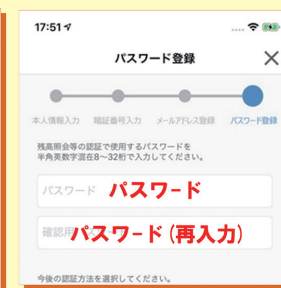 17:51
パスワード登録
本人情報入力 暗証番号入力 メールアドレス登録 パスワード登録
残高照会等の認証で使用するパスワードを
半角英数字混在8〜32桁で入力してください。
パスワード パスワード
確認用 パスワード(再入力)
今後の認証方法を選択してください。